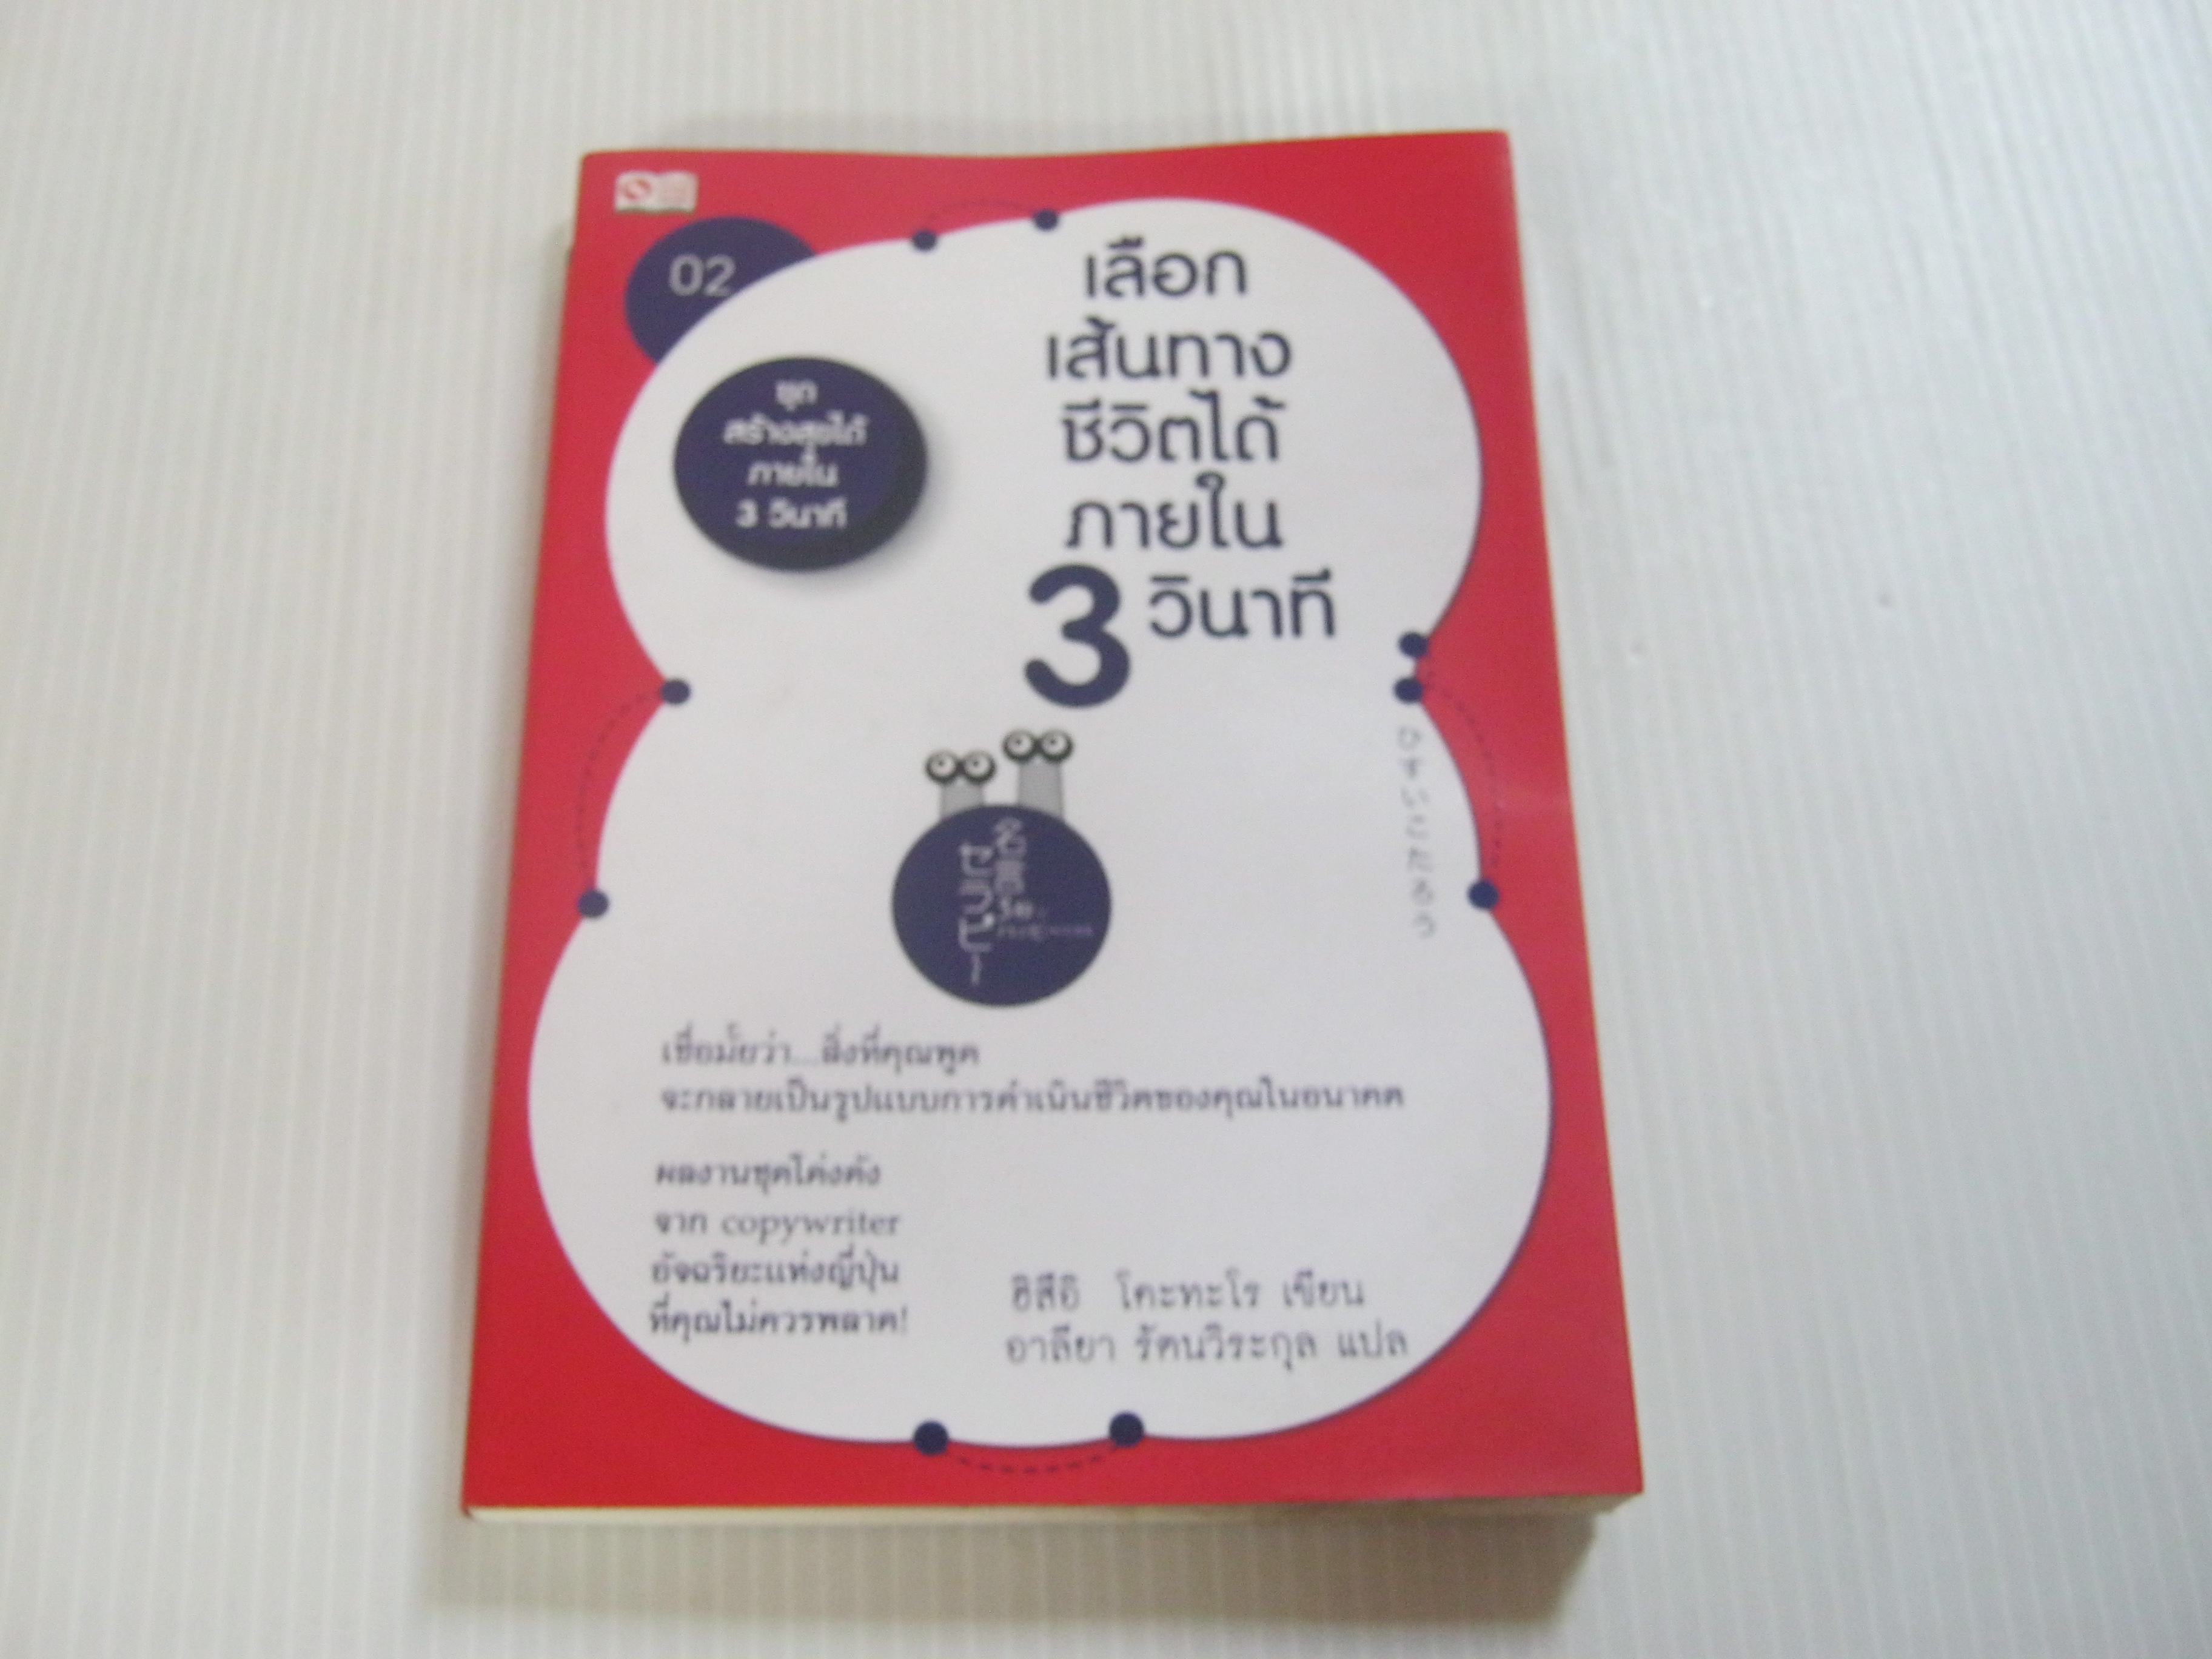 02
ชุด
สร้างสุขได้
ภายใน
3 วินาที
เลือก
เส้นทาง
ชีวิตได้
ภายใน
3 วินาที
ひすいこたろう
เชื่อมั้ยว่า...สิ่งที่คุณพูด
จะกลายเป็นรูปแบบการดำเนินชีวิตของคุณในอนาคต
ผลงานชุดโด่งดัง
จาก copywriter
อัจฉริยะแห่งญี่ปุ่น
ที่คุณไม่ควรพลาด!
ฮิสึอิ โคะทะโร เขียน
อาลียา รัตนวิระกุล แปล